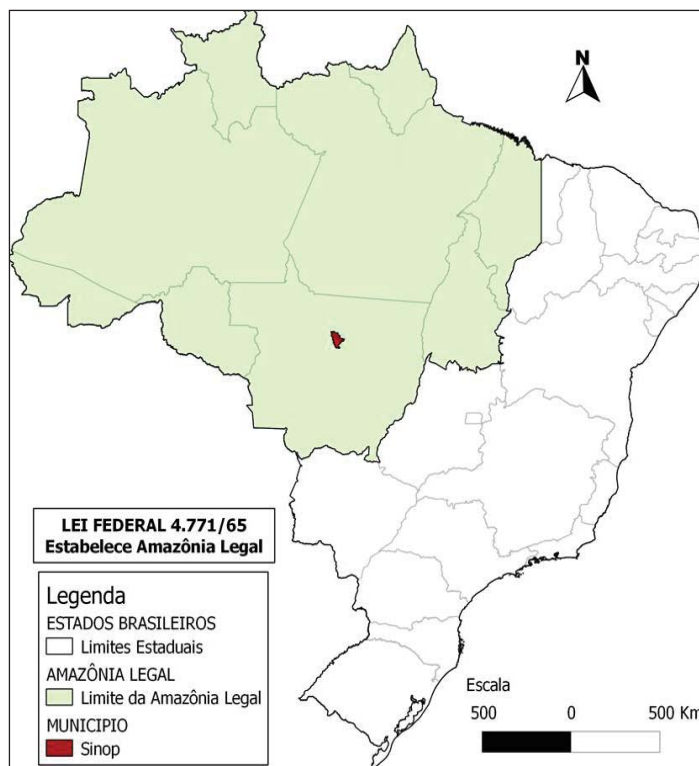 N
LEI FEDERAL 4.771/65
Estabelece Amazônia Legal
Legenda
ESTADOS BRASILEIROS
Limites Estaduais
AMAZÔNIA LEGAL
Limite da Amazônia Legal
MUNICIPIO
Sinop
Escala
500 0 500 Km